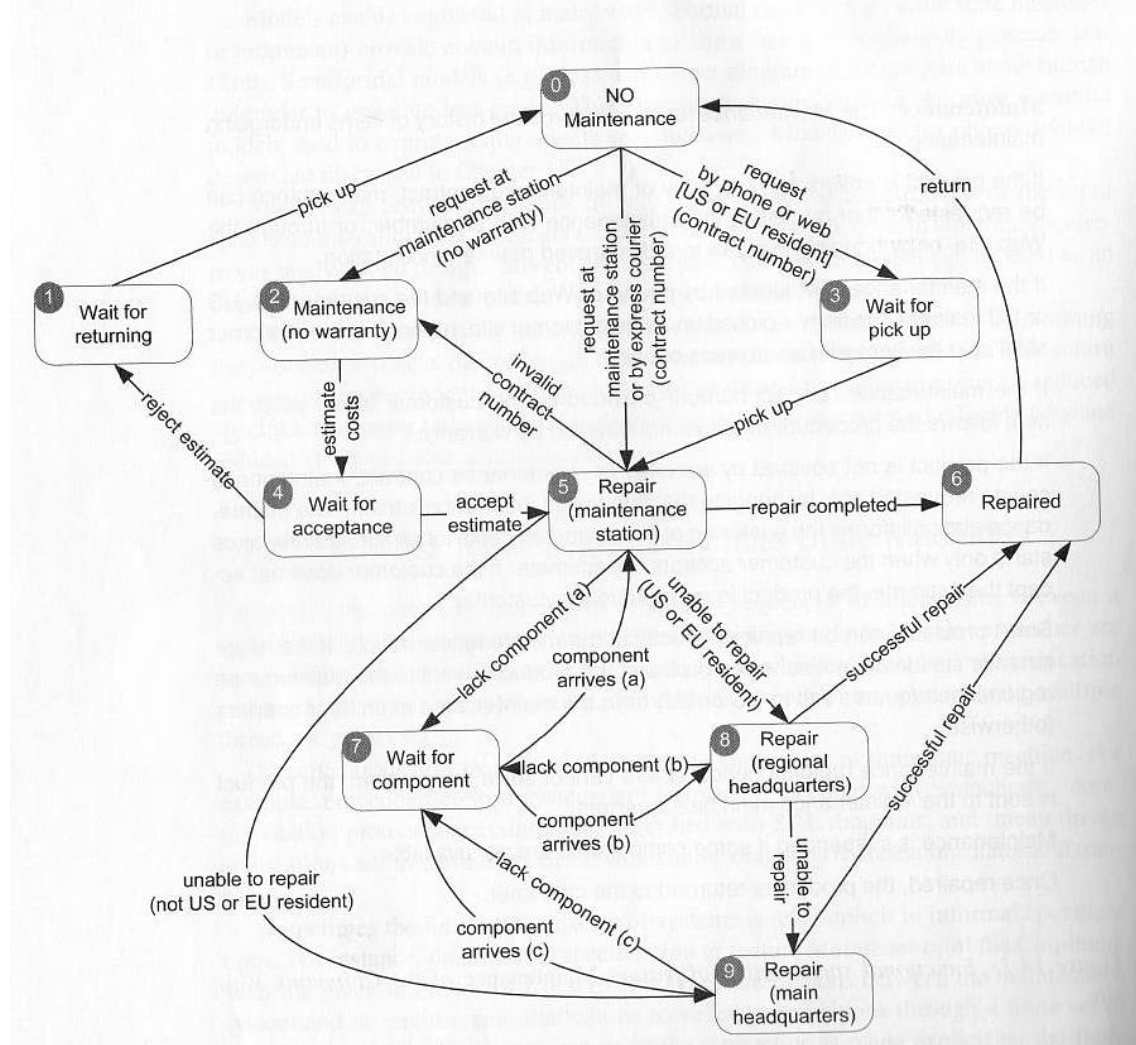 0
NO
Maintenance
pick up
request at
maintenance station
(no warranty)
request at
maintenance station
or by express courier
(contract number)
request
by phone or web
(US or EU resident)
(contract number)
return
1
Wait for
returning
2
Maintenance
(no warranty)
3
Wait for
pick up
reject estimate
estimate
costs
invalid
contract
number
pick up
4
Wait for
acceptance
accept
estimate
5
Repair
(maintenance
station)
repair completed
6
Repaired
lack component (a)
component
arrives (a)
unable to repair
(US or EU resident)
successful repair
successful repair
7
Wait for
component
lack component (b)
component
arrives (b)
8
Repair
(regional
headquarters)
unable to repair
(not US or EU resident)
lack component (c)
component
arrives (c)
unable to
repair
9
Repair
(main
headquarters)